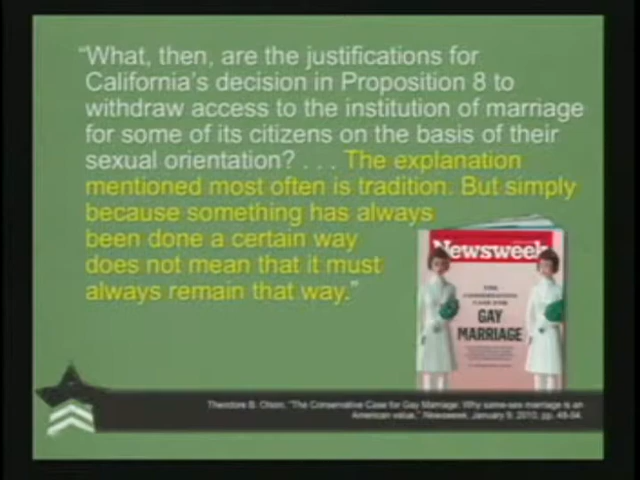 "What, then, are the justifications for
California's decision in Proposition 8 to
withdraw access to the institution of marriage
for some of its citizens on the basis of their
sexual orientation? . . . The explanation
mentioned most often is tradition. But simply
because something has always
been done a certain way
does not mean that it must
always remain that way."
Newsweek
THE
CONSERVATIVE
CASE FOR
GAY
MARRIAGE
Theodore B. Olson, "The Conservative Case for Gay Marriage: Why same-sex marriage is an
American value," Newsweek, January 9, 2010, pp. 48-54.